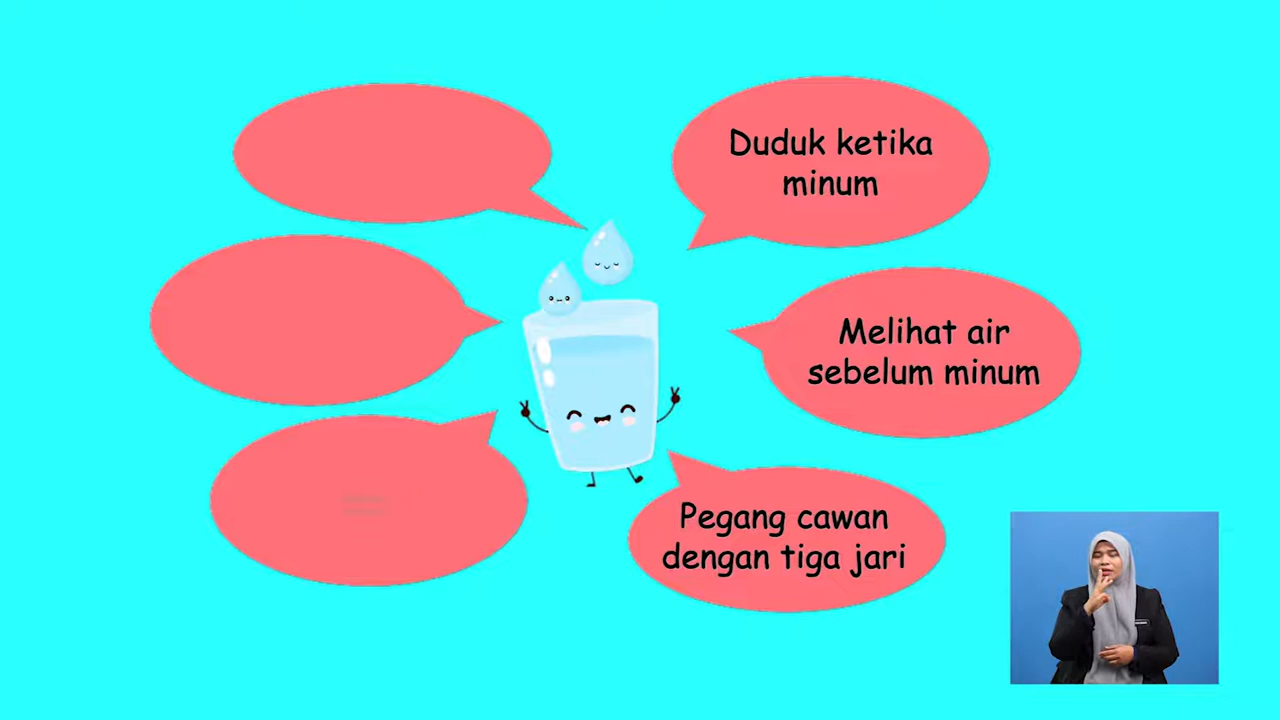 Duduk ketika
minum
Melihat air
sebelum minum
Pegang cawan
dengan tiga jari